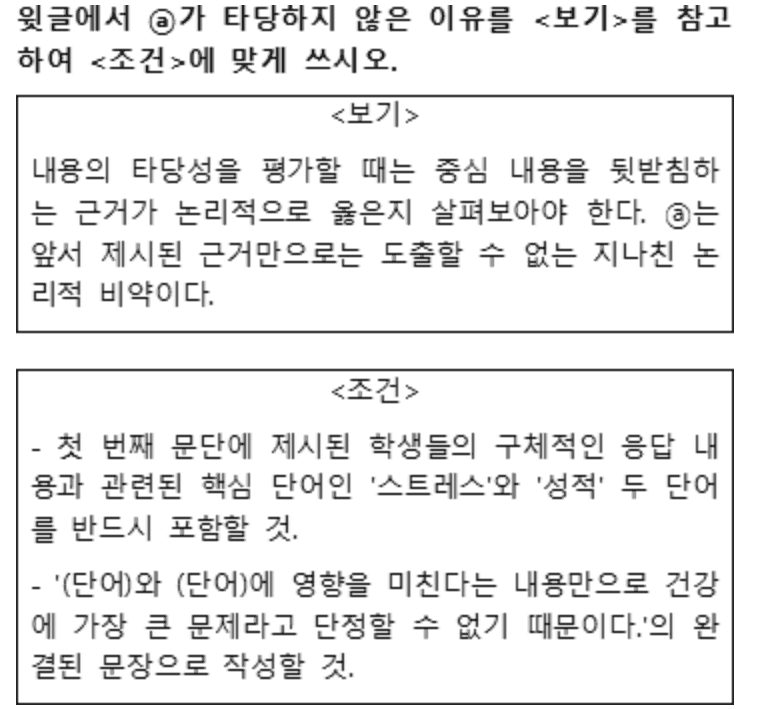 윗글에서 ⓐ가 타당하지 않은 이유를 <보기>를 참고
하여 <조건>에 맞게 쓰시오.
<보기>
내용의 타당성을 평가할 때는 중심 내용을 뒷받침하
는 근거가 논리적으로 옳은지 살펴보아야 한다. ⓐ는
앞서 제시된 근거만으로는 도출할 수 없는 지나친 논
리적 비약이다.
<조건>
- 첫 번째 문단에 제시된 학생들의 구체적인 응답 내
용과 관련된 핵심 단어인 '스트레스'와 '성적' 두 단어
를 반드시 포함할 것.
- '(단어)와 (단어)에 영향을 미친다는 내용만으로 건강
에 가장 큰 문제라고 단정할 수 없기 때문이다.'의 완
결된 문장으로 작성할 것.